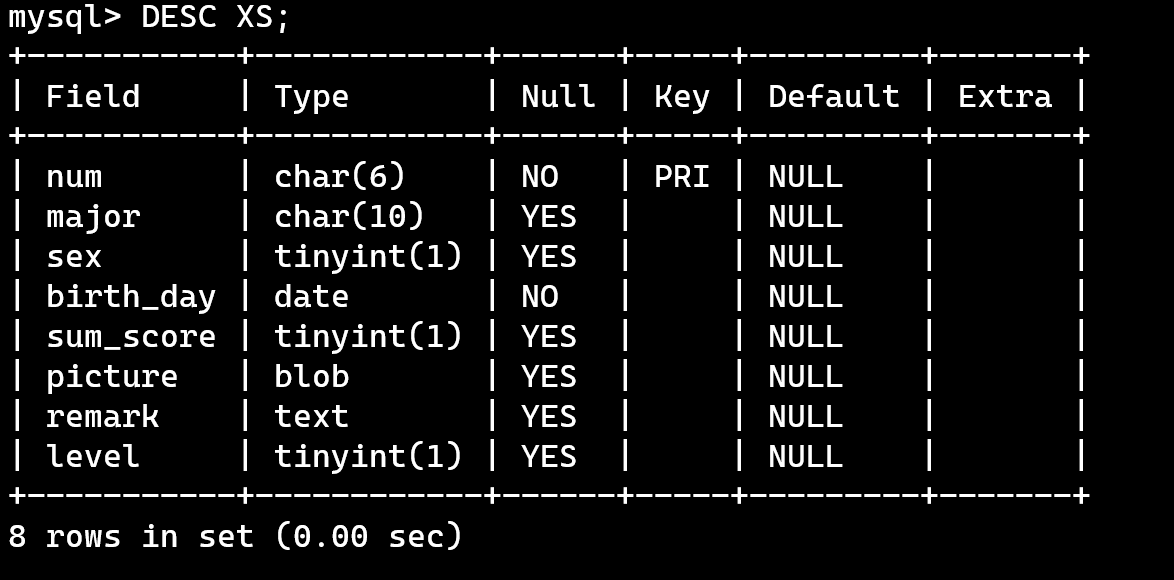 mysql> DESC XS;
+-----------+------------+------+-----+---------+-------+
| Field     | Type       | Null | Key | Default | Extra |
+-----------+------------+------+-----+---------+-------+
| num       | char(6)    | NO   | PRI | NULL    |       |
| major     | char(10)   | YES  |     | NULL    |       |
| sex       | tinyint(1) | YES  |     | NULL    |       |
| birth_day | date       | NO   |     | NULL    |       |
| sum_score | tinyint(1) | YES  |     | NULL    |       |
| picture   | blob       | YES  |     | NULL    |       |
| remark    | text       | YES  |     | NULL    |       |
| level     | tinyint(1) | YES  |     | NULL    |       |
+-----------+------------+------+-----+---------+-------+
8 rows in set (0.00 sec)